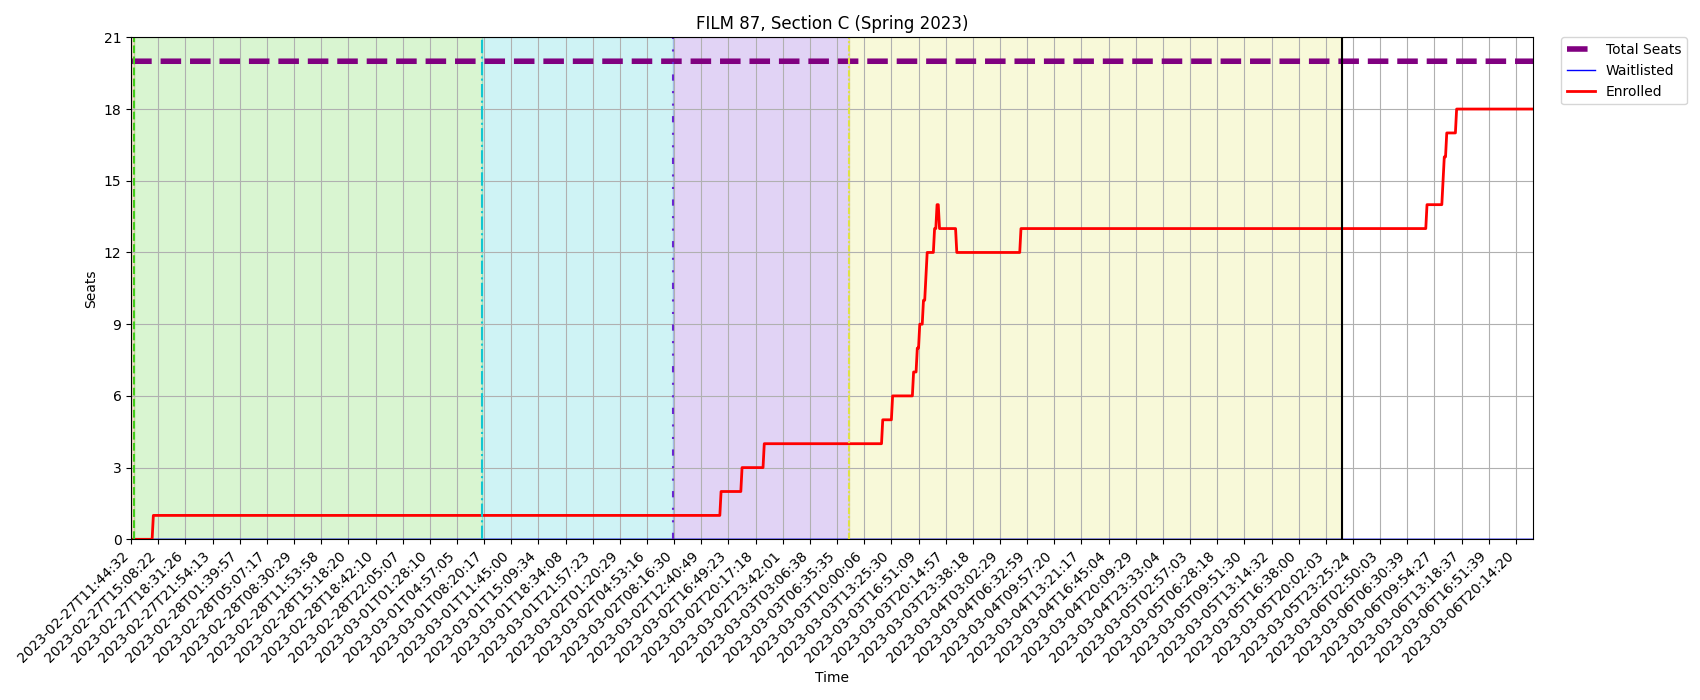 FILM 87, Section C (Spring 2023)
21
18
15
12
9
6
3
0
Seats
Total Seats
Waitlisted
Enrolled
2023-02-27T11:44:32
2023-02-27T15:08:22
2023-02-27T18:31:26
2023-02-27T21:54:13
2023-02-28T01:39:57
2023-02-28T05:07:17
2023-02-28T08:30:29
2023-02-28T11:53:58
2023-02-28T15:18:20
2023-02-28T18:42:10
2023-02-28T22:05:07
2023-03-01T01:28:10
2023-03-01T04:57:05
2023-03-01T08:20:17
2023-03-01T11:45:00
2023-03-01T15:09:34
2023-03-01T18:34:08
2023-03-01T21:57:23
2023-03-02T01:20:29
2023-03-02T04:53:16
2023-03-02T08:16:30
2023-03-02T12:40:49
2023-03-02T16:49:23
2023-03-02T20:17:18
2023-03-02T23:42:01
2023-03-03T03:06:38
2023-03-03T06:35:35
2023-03-03T10:00:06
2023-03-03T13:25:30
2023-03-03T16:51:09
2023-03-03T20:14:57
2023-03-03T23:38:18
2023-03-04T03:02:29
2023-03-04T06:32:59
2023-03-04T09:57:20
2023-03-04T13:21:17
2023-03-04T16:45:04
2023-03-04T20:09:29
2023-03-04T23:33:04
2023-03-05T02:57:03
2023-03-05T06:28:18
2023-03-05T09:51:30
2023-03-05T13:14:32
2023-03-05T16:38:00
2023-03-05T20:02:03
2023-03-05T23:25:24
2023-03-06T02:50:03
2023-03-06T06:30:39
2023-03-06T09:54:27
2023-03-06T13:18:37
2023-03-06T16:51:39
2023-03-06T20:14:20
Time